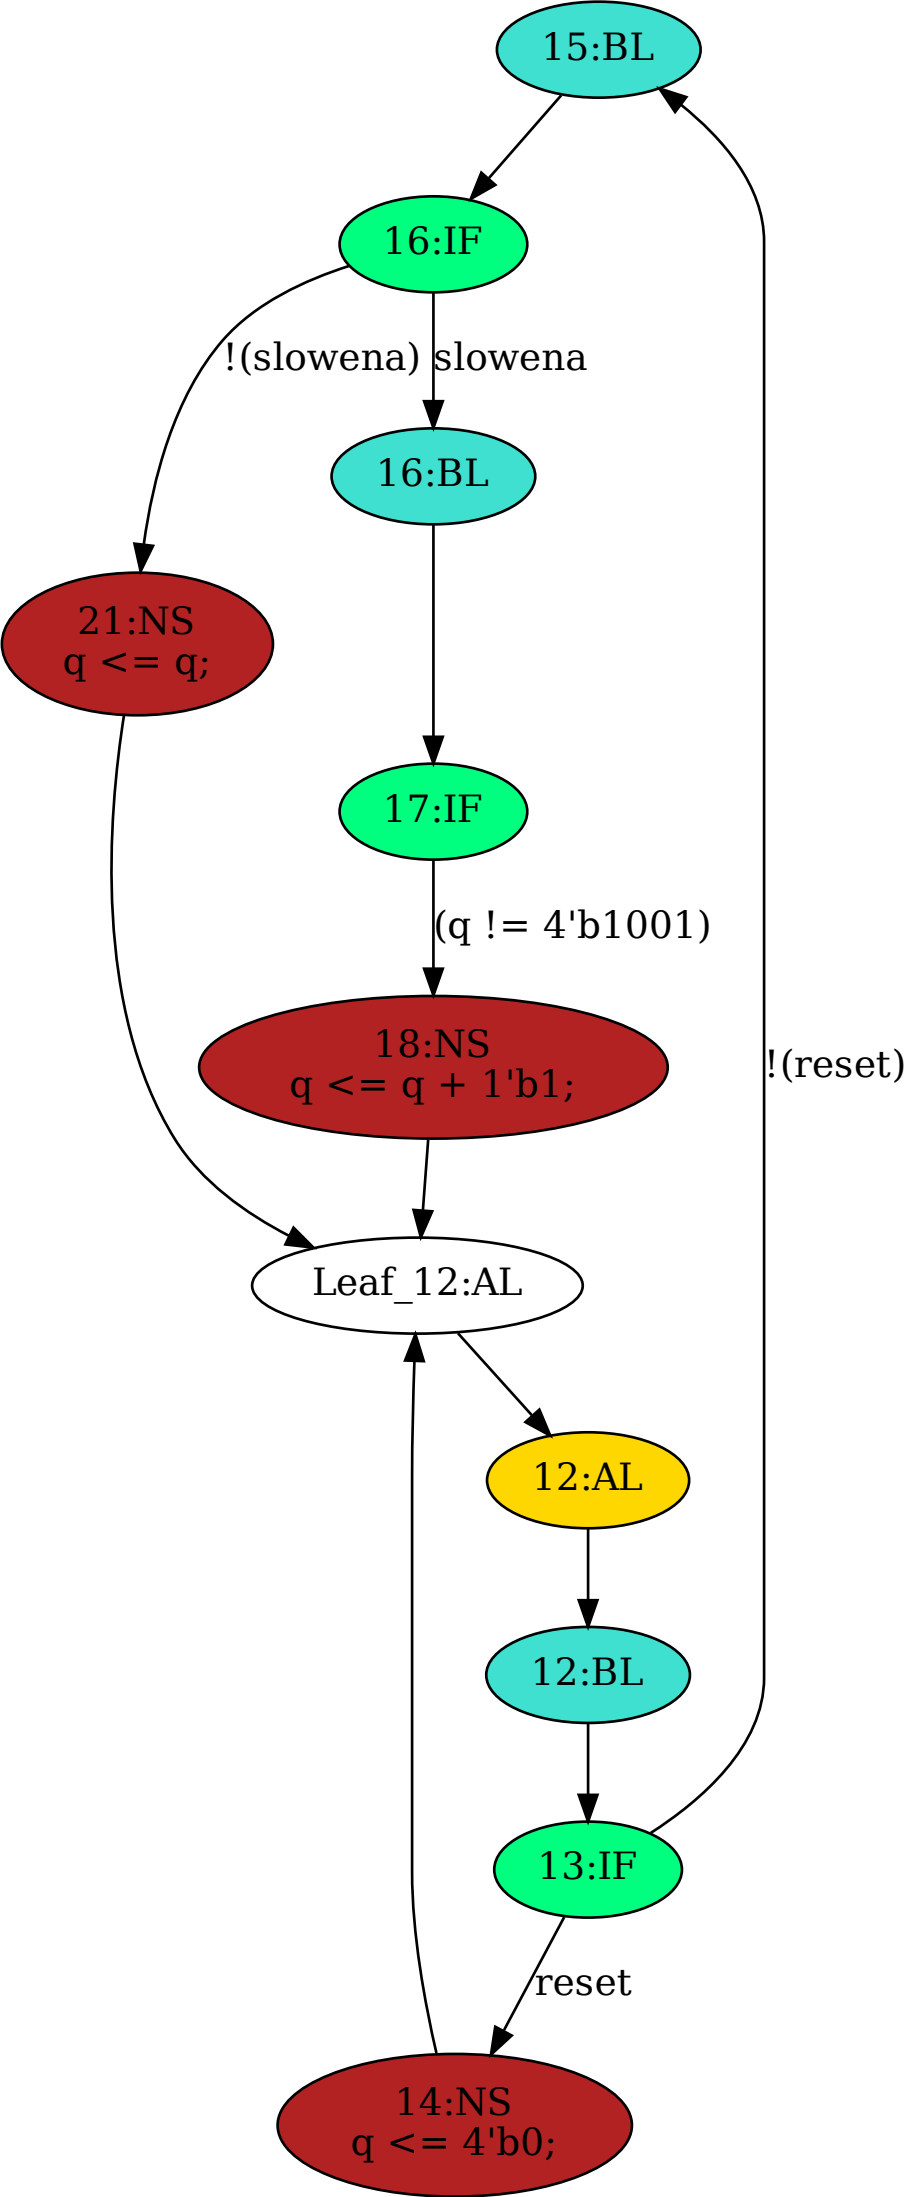 15:BL
16:IF
!(slowena)
slowena
16:BL
21:NS
q <= q;
17:IF
(q != 4'b1001)
18:NS
q <= q + 1'b1;
!(reset)
Leaf_12:AL
12:AL
12:BL
13:IF
reset
14:NS
q <= 4'b0;